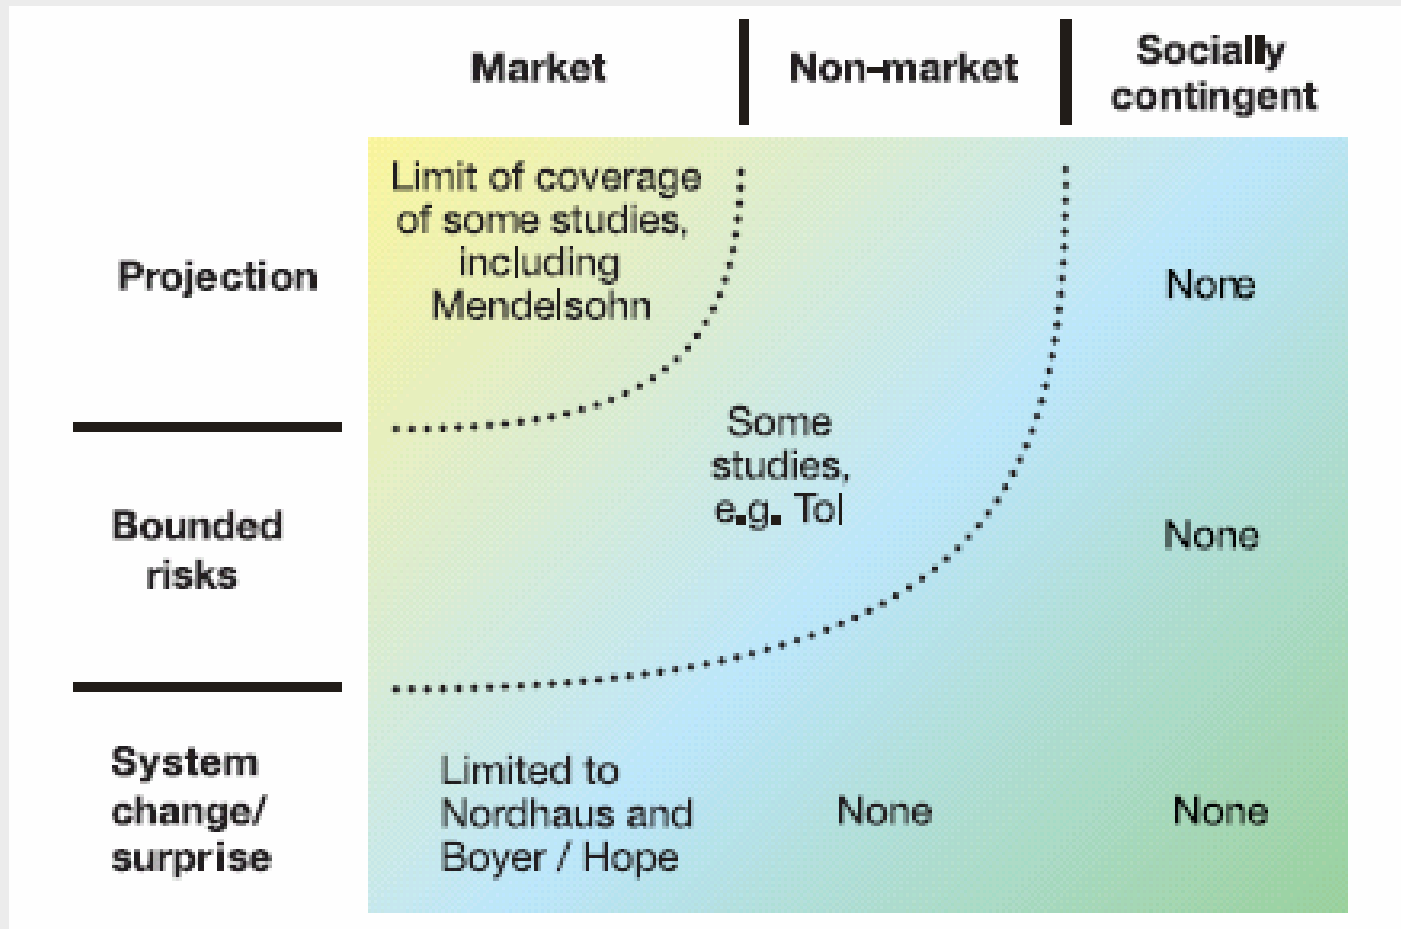 Market
Non-market
Socially
contingent
Projection
Limit of coverage
of some studies,
including
Mendelsohn
None
Bounded
risks
Some
studies,
e.g. Tol
None
System
change/
surprise
Limited to
Nordhaus and
Boyer / Hope
None
None